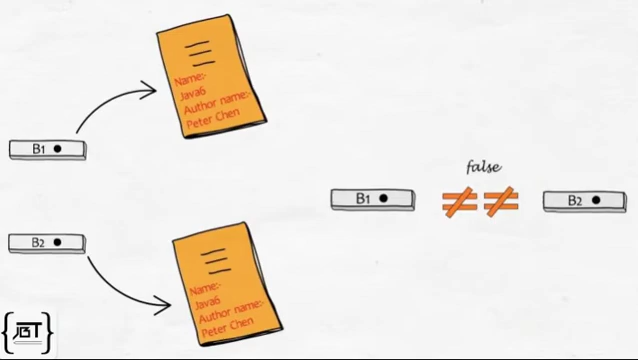 B1
Name:-
Java6
Author name:-
Peter Chen
B2
Name:-
Java6
Author name:-
Peter Chen
false
B1
B2
{JBT}